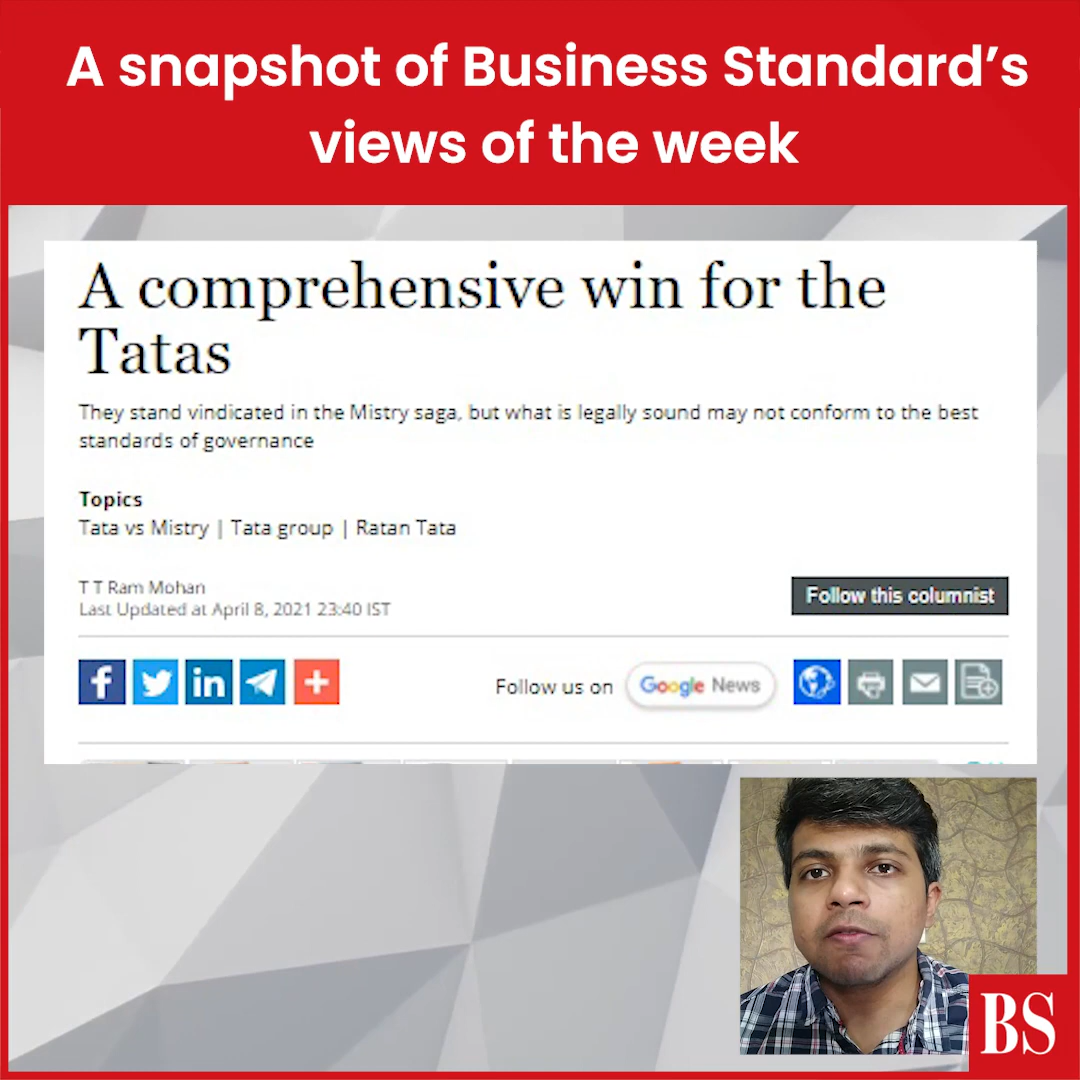 A snapshot of Business Standard’s
views of the week
A comprehensive win for the
Tatas
They stand vindicated in the Mistry saga, but what is legally sound may not conform to the best
standards of governance
Topics
Tata vs Mistry | Tata group | Ratan Tata
T T Ram Mohan
Last Updated at April 8, 2021 23:40 IST
Follow this columnist
f
in
Follow us on
Google News
BS